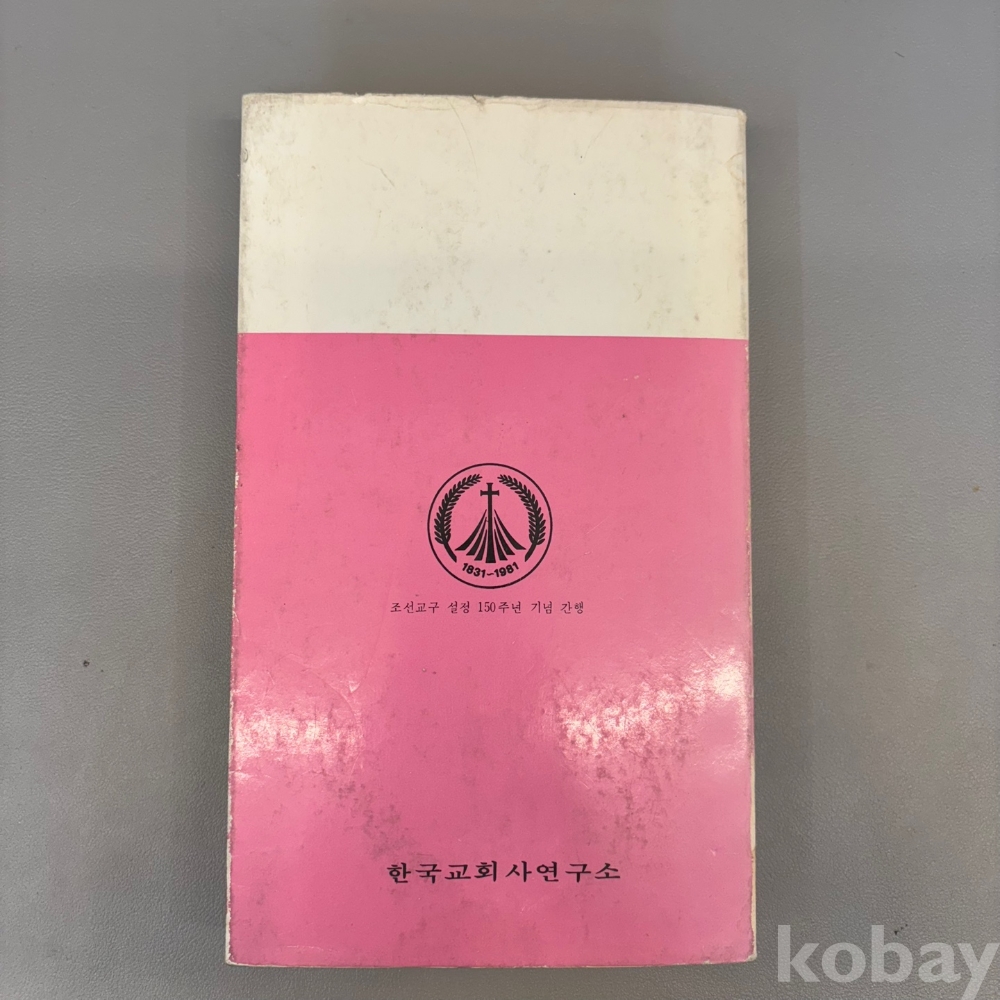 1831-1981
조선교구 설정 150주년 기념 간행
한국교회사연구소
kobay